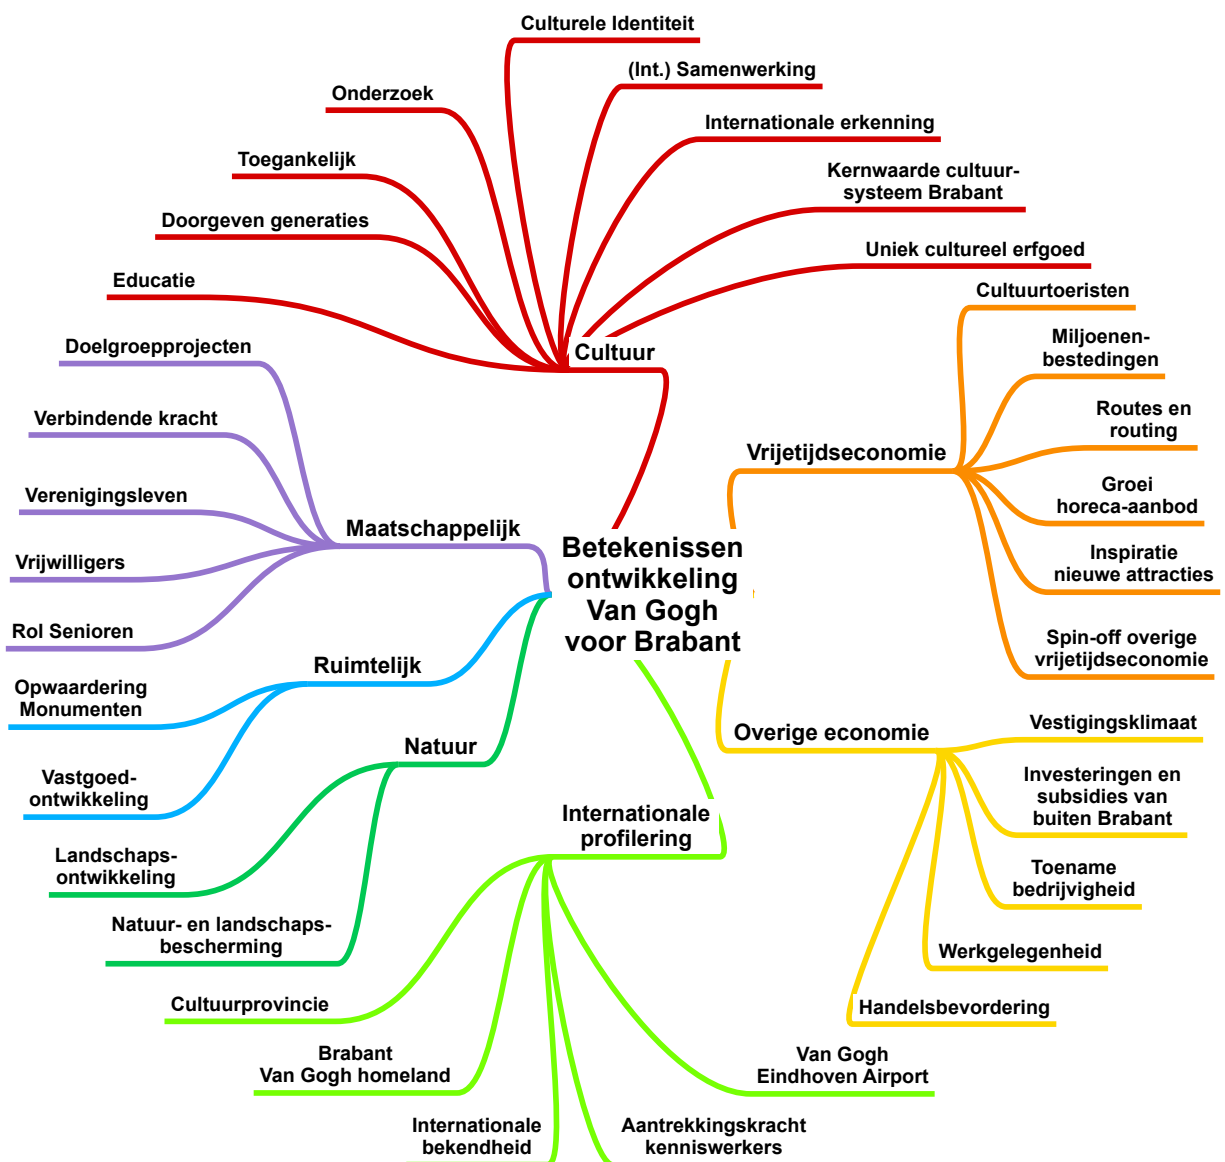 Culturele Identiteit
(Int.) Samenwerking
Onderzoek
Internationale erkenning
Toegankelijk
Kernwaarde cultuur-
systeem Brabant
Doorgeven generaties
Uniek cultureel erfgoed
Educatie
Cultuur
Cultuurtoeristen
Miljoenen-
bestedingen
Routes en
routing
Vrijetijdseconomie
Groei
horeca-aanbod
Inspiratie
nieuwe attracties
Spin-off overige
vrijetijdseconomie
Doelgroepprojecten
Verbindende kracht
Verenigingsleven
Maatschappelijk
Vrijwilligers
Rol Senioren
Betekenissen
ontwikkeling
Van Gogh
voor Brabant
Ruimtelijk
Opwaardering
Monumenten
Vastgoed-
ontwikkeling
Natuur
Landschaps-
ontwikkeling
Natuur- en landschaps-
bescherming
Overige economie
Vestigingsklimaat
Investeringen en
subsidies van
buiten Brabant
Toename
bedrijvigheid
Werkgelegenheid
Handelsbevordering
Internationale
profilering
Cultuurprovincie
Brabant
Van Gogh homeland
Internationale
bekendheid
Aantrekkingskracht
kenniswerkers
Van Gogh
Eindhoven Airport